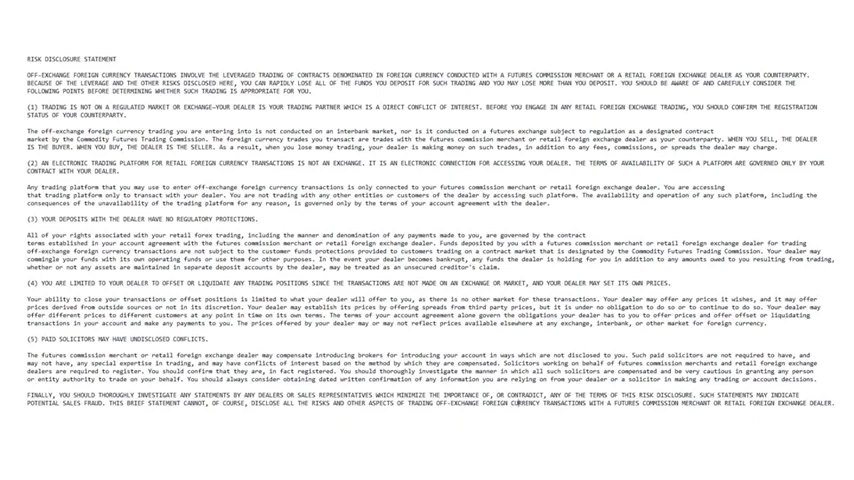 RISK DISCLOSURE STATEMENT
OFF-EXCHANGE FOREIGN CURRENCY TRANSACTIONS INVOLVE THE LEVERAGED TRADING OF CONTRACTS DENOMINATED IN FOREIGN CURRENCY CONDUCTED WITH A FUTURES COMMISSION MERCHANT OR A RETAIL FOREIGN EXCHANGE DEALER AS YOUR COUNTERPARTY.
BECAUSE OF THE LEVERAGE AND THE OTHER RISKS DISCLOSED HERE, YOU CAN RAPIDLY LOSE ALL OF THE FUNDS YOU DEPOSIT FOR SUCH TRADING AND YOU MAY LOSE MORE THAN YOU DEPOSIT. YOU SHOULD BE AWARE OF AND CAREFULLY CONSIDER THE
FOLLOWING POINTS BEFORE DETERMINING WHETHER SUCH TRADING IS APPROPRIATE FOR YOU.
(1) TRADING IS NOT ON A REGULATED MARKET OR EXCHANGE—YOUR DEALER IS YOUR TRADING PARTNER WHICH IS A DIRECT CONFLICT OF INTEREST. BEFORE YOU ENGAGE IN ANY RETAIL FOREIGN EXCHANGE TRADING, YOU SHOULD CONFIRM THE REGISTRATION
STATUS OF YOUR COUNTERPARTY.
The off-exchange foreign currency trading you are entering into is not conducted on an interbank market, nor is it conducted on a futures exchange subject to regulation as a designated contract
market by the Commodity Futures Trading Commission. The foreign currency trades you transact are trades with the futures commission merchant or retail foreign exchange dealer as your counterparty. WHEN YOU SELL, THE DEALER
IS THE BUYER. WHEN YOU BUY, THE DEALER IS THE SELLER. As a result, when you lose money trading, your dealer is making money on such trades, in addition to any fees, commissions, or spreads the dealer may charge.
(2) AN ELECTRONIC TRADING PLATFORM FOR RETAIL FOREIGN CURRENCY TRANSACTIONS IS NOT AN EXCHANGE. IT IS AN ELECTRONIC CONNECTION FOR ACCESSING YOUR DEALER. THE TERMS OF AVAILABILITY OF SUCH A PLATFORM ARE GOVERNED ONLY BY YOUR
CONTRACT WITH YOUR DEALER.
Any trading platform that you may use to enter off-exchange foreign currency transactions is only connected to your futures commission merchant or retail foreign exchange dealer. You are accessing
that trading platform only to transact with your dealer. You are not trading with any other entities or customers of the dealer by accessing such platform. The availability and operation of any such platform, including the
consequences of the unavailability of the trading platform for any reason, is governed only by the terms of your account agreement with the dealer.
(3) YOUR DEPOSITS WITH THE DEALER HAVE NO REGULATORY PROTECTIONS.
All of your rights associated with your retail forex trading, including the manner and denomination of any payments made to you, are governed by the contract
terms established in your account agreement with the futures commission merchant or retail foreign exchange dealer. Funds deposited by you with a futures commission merchant or retail foreign exchange dealer for trading
off-exchange foreign currency transactions are not subject to the customer funds protections provided to customers trading on a contract market that is designated by the Commodity Futures Trading Commission. Your dealer may
commingle your funds with its own operating funds or use them for other purposes. In the event your dealer becomes bankrupt, any funds the dealer is holding for you in addition to any amounts owed to you resulting from trading,
whether or not any assets are maintained in separate deposit accounts by the dealer, may be treated as an unsecured creditor's claim.
(4) YOU ARE LIMITED TO YOUR DEALER TO OFFSET OR LIQUIDATE ANY TRADING POSITIONS SINCE THE TRANSACTIONS ARE NOT MADE ON AN EXCHANGE OR MARKET, AND YOUR DEALER MAY SET ITS OWN PRICES.
Your ability to close your transactions or offset positions is limited to what your dealer will offer to you, as there is no other market for these transactions. Your dealer may offer any prices it wishes, and it may offer
prices derived from outside sources or not in its discretion. Your dealer may establish its prices by offering spreads from third party prices, but it is under no obligation to do so or to continue to do so. Your dealer may
offer different prices to different customers at any point in time on its own terms. The terms of your account agreement alone govern the obligations your dealer has to you to offer prices and offer offset or liquidating
transactions in your account and make any payments to you. The prices offered by your dealer may or may not reflect prices available elsewhere at any exchange, interbank, or other market for foreign currency.
(5) PAID SOLICITORS MAY HAVE UNDISCLOSED CONFLICTS.
The futures commission merchant or retail foreign exchange dealer may compensate introducing brokers for introducing your account in ways which are not disclosed to you. Such paid solicitors are not required to have, and
may not have, any special expertise in trading, and may have conflicts of interest based on the method by which they are compensated. Solicitors working on behalf of futures commission merchants and retail foreign exchange
dealers are required to register. You should confirm that they are, in fact registered. You should thoroughly investigate the manner in which all such solicitors are compensated and be very cautious in granting any person
or entity authority to trade on your behalf. You should always consider obtaining dated written confirmation of any information you are relying on from your dealer or a solicitor in making any trading or account decisions.
FINALLY, YOU SHOULD THOROUGHLY INVESTIGATE ANY STATEMENTS BY ANY DEALERS OR SALES REPRESENTATIVES WHICH MINIMIZE THE IMPORTANCE OF, OR CONTRADICT, ANY OF THE TERMS OF THIS RISK DISCLOSURE. SUCH STATEMENTS MAY INDICATE
POTENTIAL SALES FRAUD. THIS BRIEF STATEMENT CANNOT, OF COURSE, DISCLOSE ALL THE RISKS AND OTHER ASPECTS OF TRADING OFF-EXCHANGE FOREIGN CURRENCY TRANSACTIONS WITH A FUTURES COMMISSION MERCHANT OR RETAIL FOREIGN EXCHANGE DEALER.